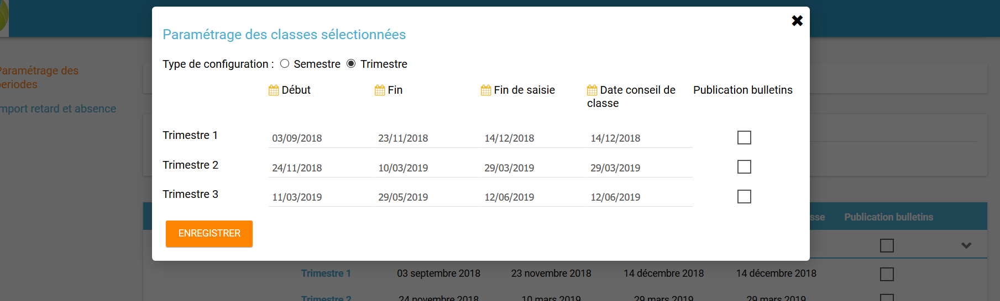 Paramétrage des classes sélectionnées
Type de configuration : Semestre Trimestre
Début Fin Fin de saisie Date conseil de classe Publication bulletins
Trimestre 1 03/09/2018 23/11/2018 14/12/2018 14/12/2018
Trimestre 2 24/11/2018 10/03/2019 29/03/2019 29/03/2019
Trimestre 3 11/03/2019 29/05/2019 12/06/2019 12/06/2019
ENREGISTRER
Paramétrage des
periodes
mport retard et absence
sse Publication bulletins
Trimestre 1 03 septembre 2018 23 novembre 2018 14 décembre 2018 14 décembre 2018
Trimestre 2 24 novembre 2018 10 mars 2019 29 mars 2019 29 mars 2019